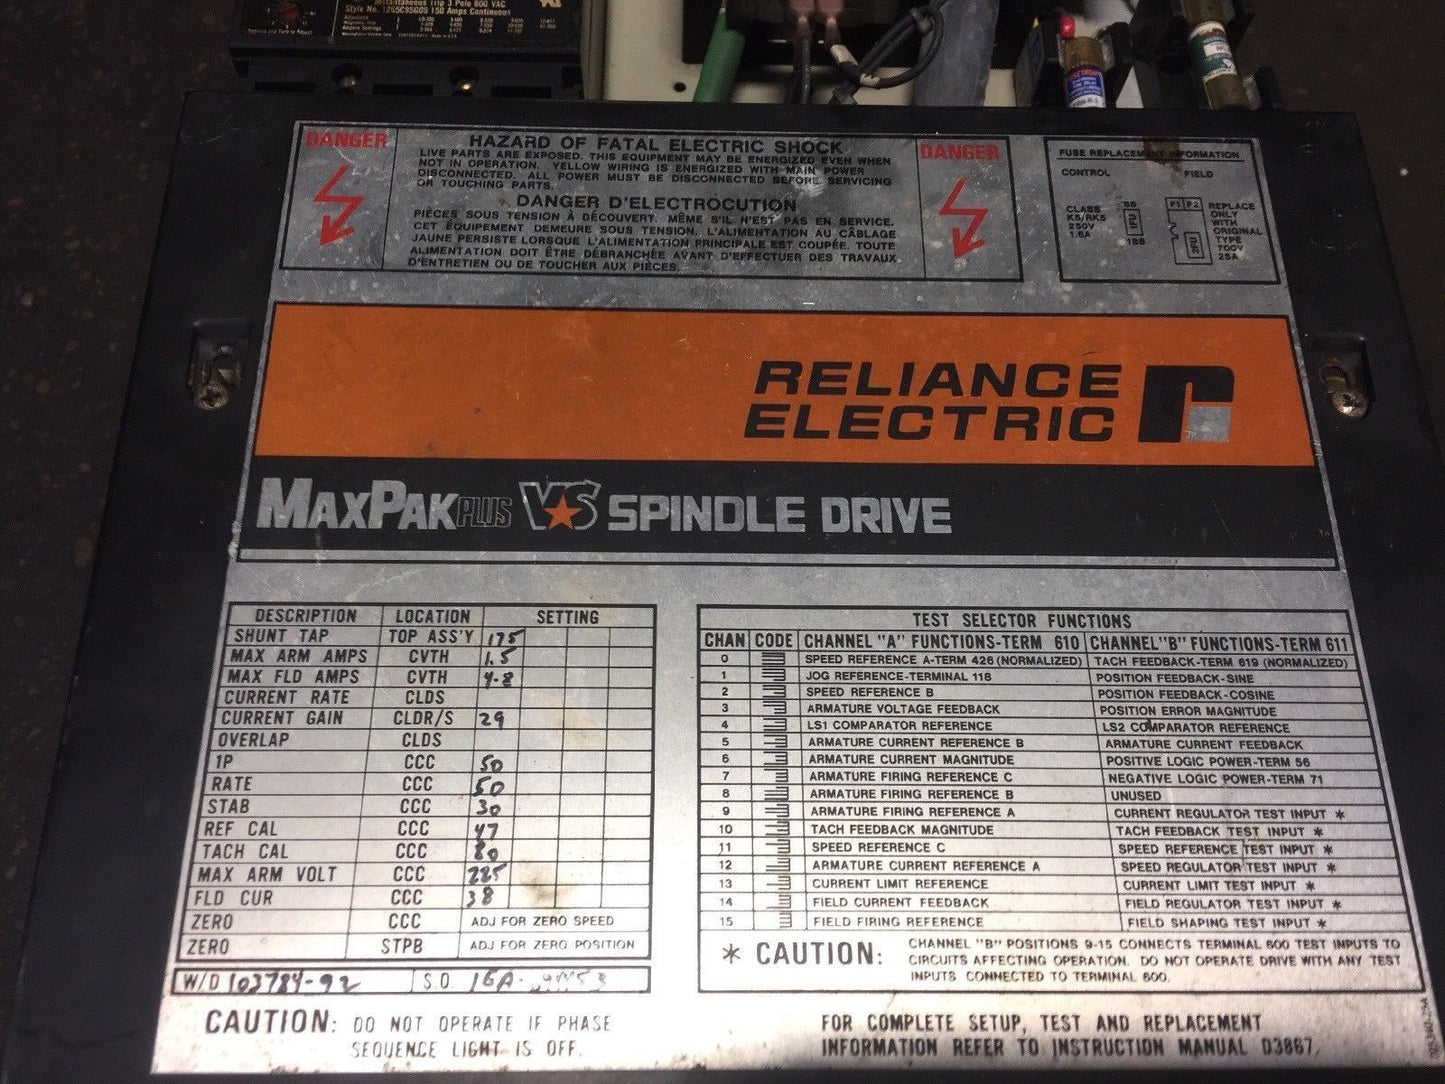 Instantaneous Trip 3 Pole 600 VAC
Style No. 1265C85G05 150 Amps Continuous
DANGER
HAZARD OF FATAL ELECTRIC SHOCK
LIVE PARTS ARE EXPOSED. THIS EQUIPMENT MAY BE ENERGIZED EVEN WHEN
NOT IN OPERATION. YELLOW WIRING IS ENERGIZED WITH MAIN POWER
DISCONNECTED. ALL POWER MUST BE DISCONNECTED BEFORE SERVICING
OR TOUCHING PARTS.
DANGER D'ELECTROCUTION
PIÈCES SOUS TENSION À DÉCOUVERT. MÊME S'IL N'EST PAS EN SERVICE.
CET ÉQUIPEMENT DEMEURE SOUS TENSION. L'ALIMENTATION AU CÂBLAGE
JAUNE PERSISTE LORSQUE L'ALIMENTATION PRINCIPALE EST COUPÉE. TOUTE
ALIMENTATION DOIT ÊTRE DÉBRANCHÉE AVANT D'EFFECTUER DES TRAVAUX
D'ENTRETIEN OU DE TOUCHER AUX PIÈCES.
DANGER
FUSE REPLACEMENT INFORMATION
CONTROL FIELD
CLASS
K5/RK5
250V
1.6A
88
1FU
188
F1 F2
2FU
REPLACE
ONLY
WITH
ORIGINAL
TYPE
700V
25A
RELIANCE
ELECTRIC
MAXPAK PLUS VS SPINDLE DRIVE
DESCRIPTION LOCATION SETTING
SHUNT TAP TOP ASS'Y 175
MAX ARM AMPS CVTH 1.5
MAX FLD AMPS CVTH 4-8
CURRENT RATE CLDS
CURRENT GAIN CLDR/S 29
OVERLAP CLDS
1P CCC 50
RATE CCC 50
STAB CCC 30
REF CAL CCC 47
TACH CAL CCC 80
MAX ARM VOLT CCC 225
FLD CUR CCC 38
ZERO CCC ADJ FOR ZERO SPEED
ZERO STPB ADJ FOR ZERO POSITION
W/D 103784-92 S.O. 16A-
CAUTION: DO NOT OPERATE IF PHASE
SEQUENCE LIGHT IS OFF.
TEST SELECTOR FUNCTIONS
CHAN CODE CHANNEL "A" FUNCTIONS-TERM 610 CHANNEL "B" FUNCTIONS-TERM 611
0 SPEED REFERENCE A-TERM 426 (NORMALIZED) TACH FEEDBACK-TERM 619 (NORMALIZED)
1 JOG REFERENCE-TERMINAL 118 POSITION FEEDBACK-SINE
2 SPEED REFERENCE B POSITION FEEDBACK-COSINE
3 ARMATURE VOLTAGE FEEDBACK POSITION ERROR MAGNITUDE
4 LS1 COMPARATOR REFERENCE LS2 COMPARATOR REFERENCE
5 ARMATURE CURRENT REFERENCE B ARMATURE CURRENT FEEDBACK
6 ARMATURE CURRENT MAGNITUDE POSITIVE LOGIC POWER-TERM 56
7 ARMATURE FIRING REFERENCE C NEGATIVE LOGIC POWER-TERM 71
8 ARMATURE FIRING REFERENCE B UNUSED
9 ARMATURE FIRING REFERENCE A CURRENT REGULATOR TEST INPUT *
10 TACH FEEDBACK MAGNITUDE TACH FEEDBACK TEST INPUT *
11 SPEED REFERENCE C SPEED REFERENCE TEST INPUT *
12 ARMATURE CURRENT REFERENCE A SPEED REGULATOR TEST INPUT *
13 CURRENT LIMIT REFERENCE CURRENT LIMIT TEST INPUT *
14 FIELD CURRENT FEEDBACK FIELD REGULATOR TEST INPUT *
15 FIELD FIRING REFERENCE FIELD SHAPING TEST INPUT *
* CAUTION: CHANNEL "B" POSITIONS 9-15 CONNECTS TERMINAL 600 TEST INPUTS TO
CIRCUITS AFFECTING OPERATION. DO NOT OPERATE DRIVE WITH ANY TEST
INPUTS CONNECTED TO TERMINAL 600.
FOR COMPLETE SETUP, TEST AND REPLACEMENT
INFORMATION REFER TO INSTRUCTION MANUAL D3867.